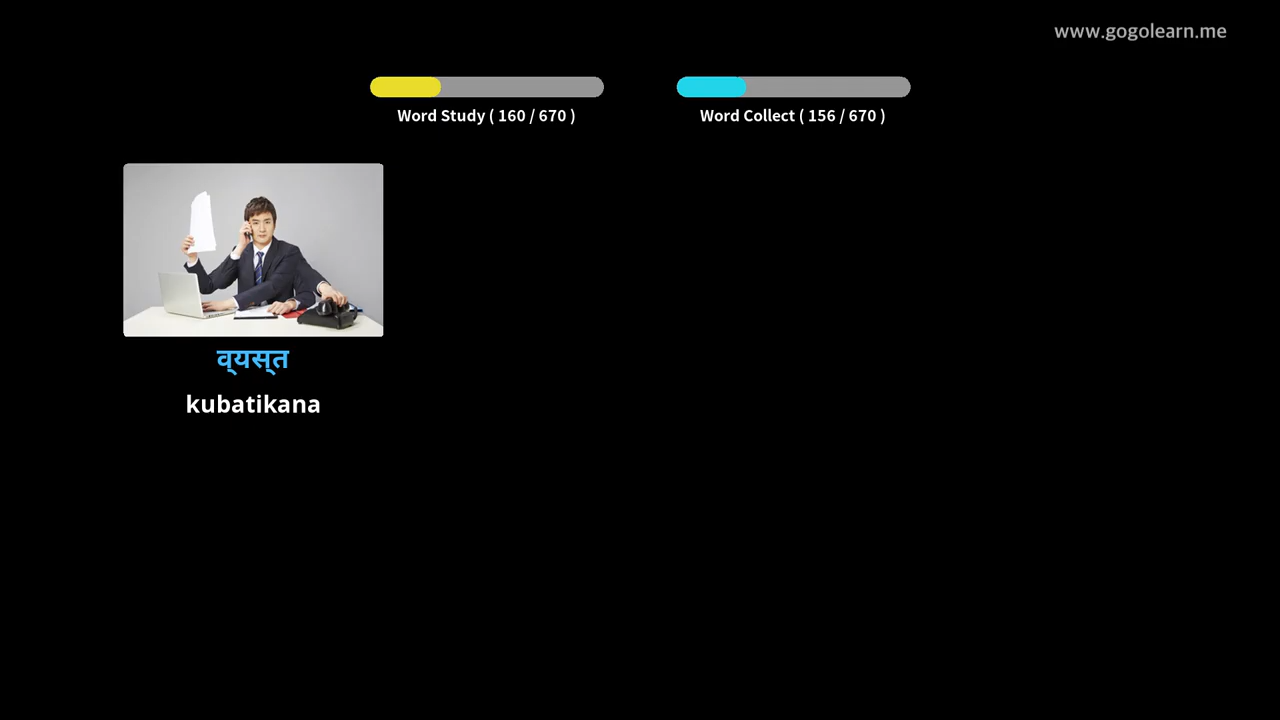 www.gogolearn.me
Word Study ( 160 / 670 )
Word Collect ( 156 / 670 )
व्‌यस्‌त
kubatikana